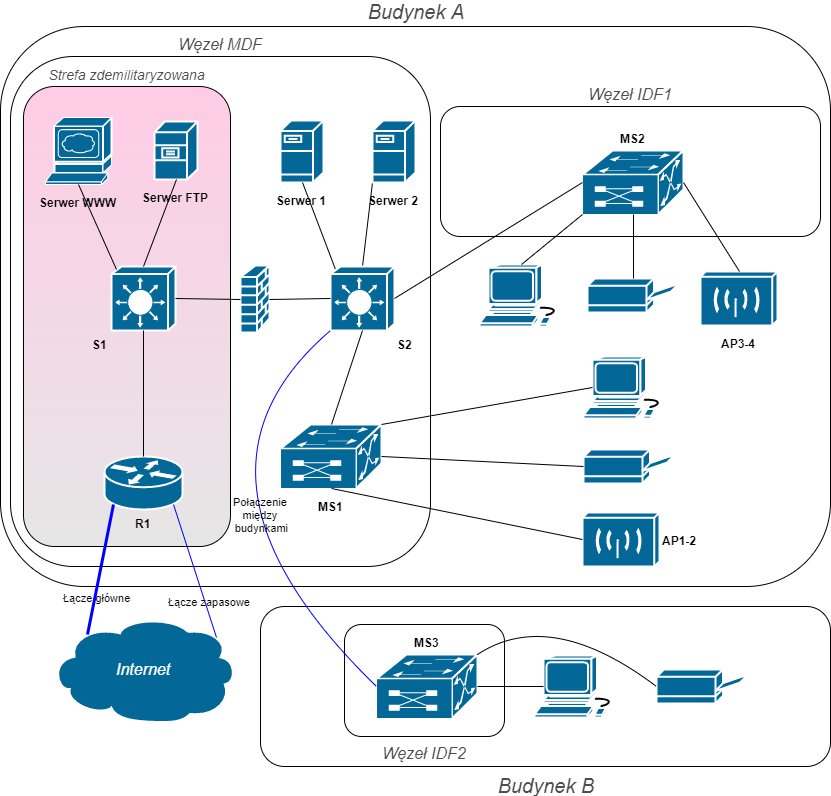 Budynek A
Węzeł MDF
Strefa zdemilitaryzowana
Węzeł IDF1
MS2
Serwer WWW
Serwer FTP
Serwer 1
Serwer 2
S1
S2
AP3-4
MS1
Połączenie
między
budynkami
R1
AP1-2
Łącze główne
Łącze zapasowe
Internet
MS3
Węzeł IDF2
Budynek B